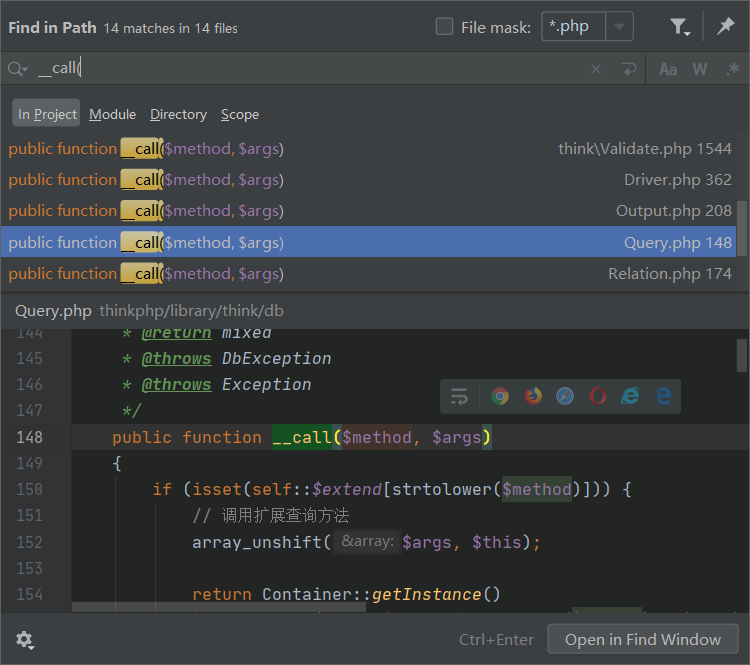 Find in Path 14 matches in 14 files File mask: *.php
__call( Aa W .*
In Project Module Directory Scope
public function __call($method, $args) think\Validate.php 1544
public function __call($method, $args) Driver.php 362
public function __call($method, $args) Output.php 208
public function __call($method, $args) Query.php 148
public function __call($method, $args) Relation.php 174
Query.php thinkphp/library/think/db
144 * @return mixed
145 * @throws DbException
146 * @throws Exception
147 */
148 public function __call($method, $args)
149 {
150 if (isset(self::$extend[strtolower($method)])) {
151 // 调用扩展查询方法
152 array_unshift( &array: $args, $this);
153
154 return Container::getInstance()
Ctrl+Enter Open in Find Window